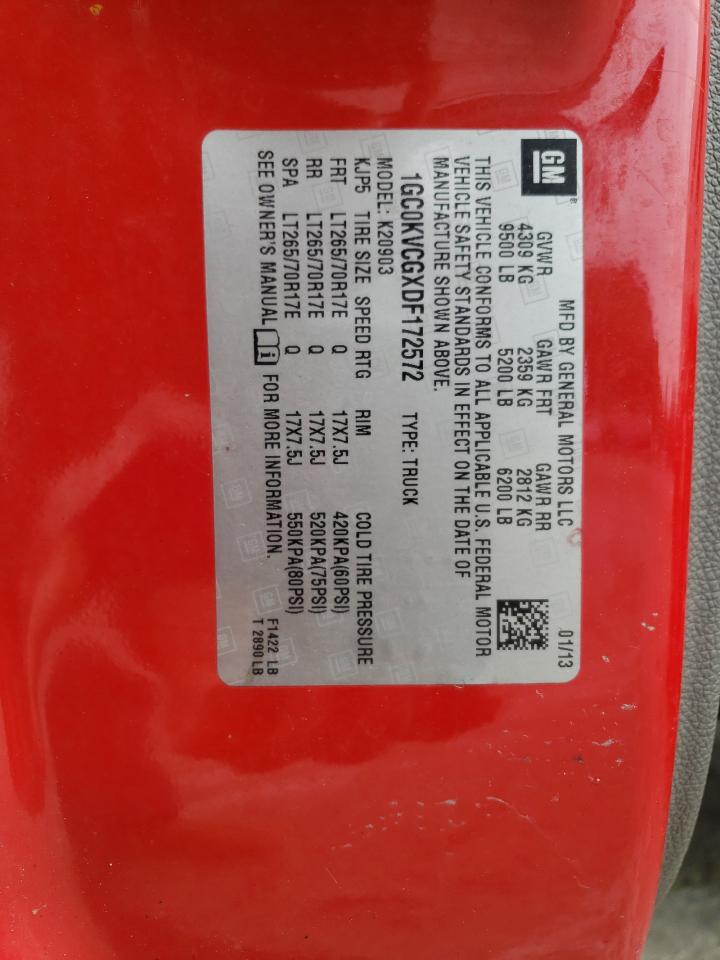 GM
MFD BY GENERAL MOTORS LLC 01/13
GVWR GAWR FRT GAWR RR
4309 KG 2359 KG 2812 KG
9500 LB 5200 LB 6200 LB
THIS VEHICLE CONFORMS TO ALL APPLICABLE U.S. FEDERAL MOTOR
VEHICLE SAFETY STANDARDS IN EFFECT ON THE DATE OF
MANUFACTURE SHOWN ABOVE.
1GC0KVCGXDF172572 TYPE: TRUCK
MODEL: K20903
KJP5 TIRE SIZE SPEED RTG RIM COLD TIRE PRESSURE
FRT LT265/70R17E Q 17X7.5J 420KPA(60PSI)
RR LT265/70R17E Q 17X7.5J 520KPA(75PSI)
SPA LT265/70R17E Q 17X7.5J 550KPA(80PSI)
SEE OWNER'S MANUAL i FOR MORE INFORMATION.
F1422 LB
T 2890 LB